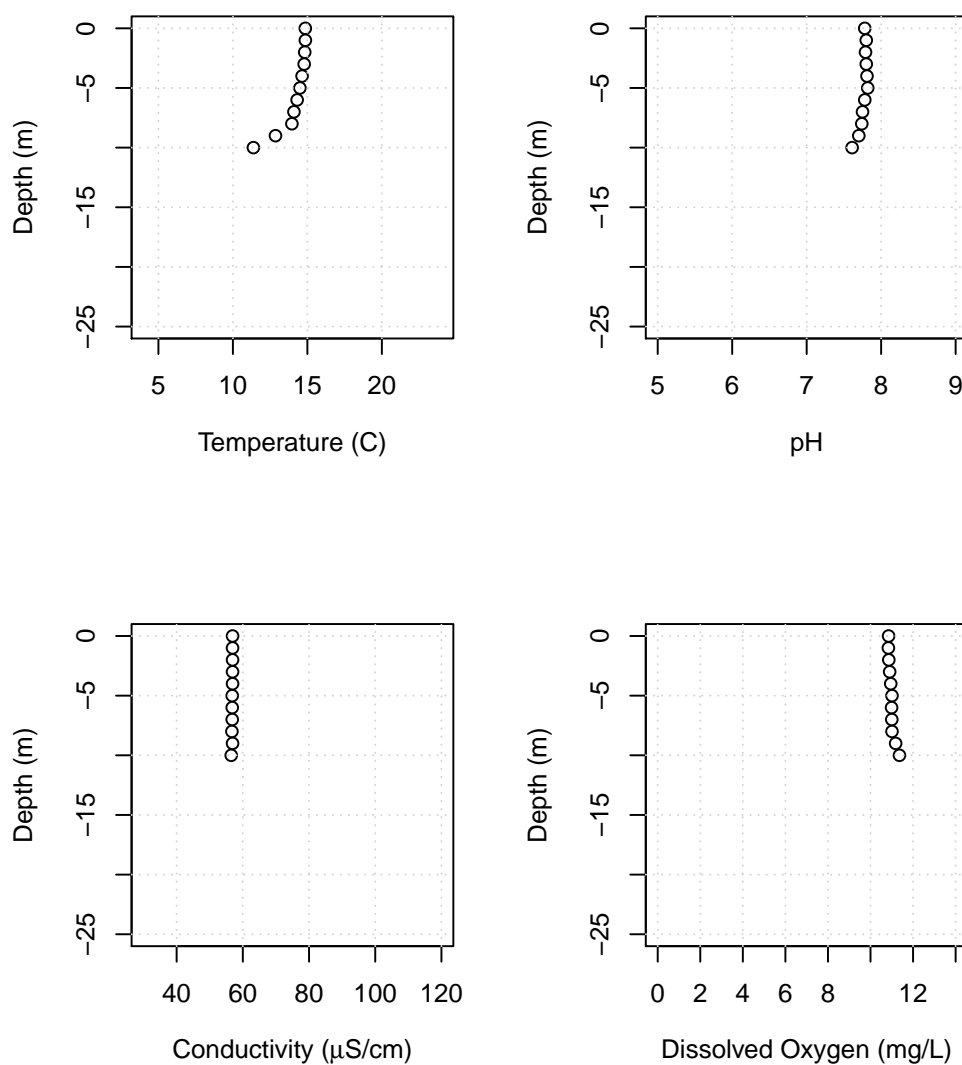 0
−5
−15
−25
Depth (m)
5 10 15 20
Temperature (C)
0
−5
−15
−25
Depth (m)
5 6 7 8 9
pH
0
−5
−15
−25
Depth (m)
40 60 80 100 120
Conductivity (μS/cm)
0
−5
−15
−25
Depth (m)
0 2 4 6 8 12
Dissolved Oxygen (mg/L)